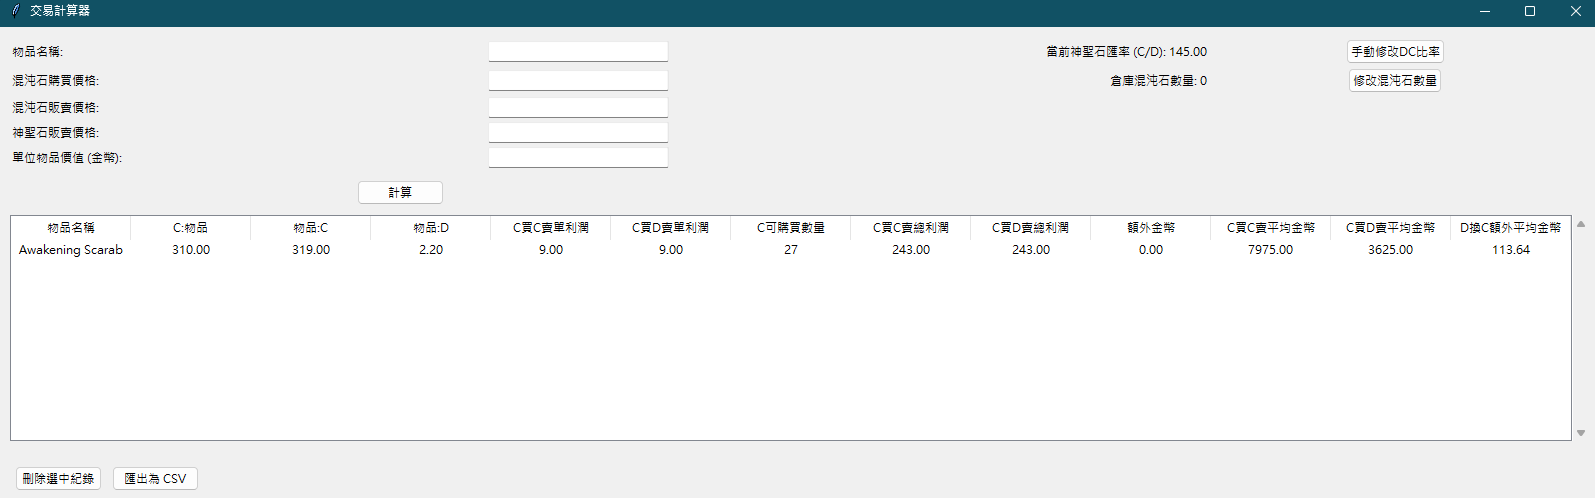 交易計算器
物品名稱:
當前神聖石匯率 (C/D): 145.00
手動修改DC比率
混沌石購買價格:
倉庫混沌石數量: 0
修改混沌石數量
混沌石販賣價格:
神聖石販賣價格:
單位物品價值 (金幣):
計算
物品名稱 C:物品 物品:C 物品:D C買C賣單利潤 C買D賣單利潤 C可購買數量 C買C賣總利潤 C買D賣總利潤 額外金幣 C買C賣平均金幣 C買D賣平均金幣 D換C額外平均金幣
Awakening Scarab 310.00 319.00 2.20 9.00 9.00 27 243.00 243.00 0.00 7975.00 3625.00 113.64
刪除選中紀錄 匯出為 CSV